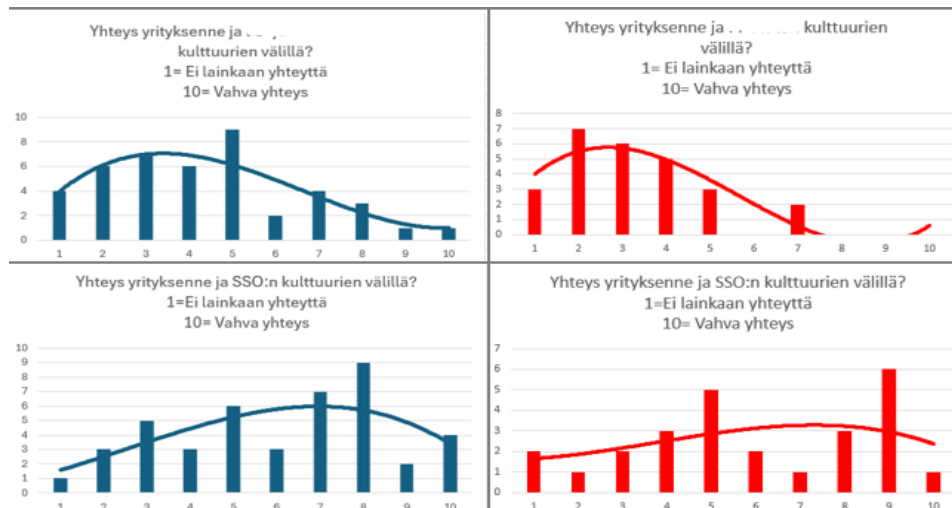 Yhteys yrityksenne ja
kulttuurien välillä?
1= Ei lainkaan yhteyttä
10= Vahva yhteys
10
8
6
4
2
0
1 2 3 4 5 6 7 8 9 10
Yhteys yrityksenne ja kulttuurien
välillä?
1= Ei lainkaan yhteyttä
10= Vahva yhteys
8
7
6
5
4
3
2
1
0
1 2 3 4 5 6 7 8 9 10
Yhteys yrityksenne ja SSO:n kulttuurien välillä?
1=Ei lainkaan yhteyttä
10= Vahva yhteys
10
9
8
7
6
5
4
3
2
1
0
1 2 3 4 5 6 7 8 9 10
Yhteys yrityksenne ja SSO:n kulttuurien välillä?
1=Ei lainkaan yhteyttä
10= Vahva yhteys
7
6
5
4
3
2
1
0
1 2 3 4 5 6 7 8 9 10